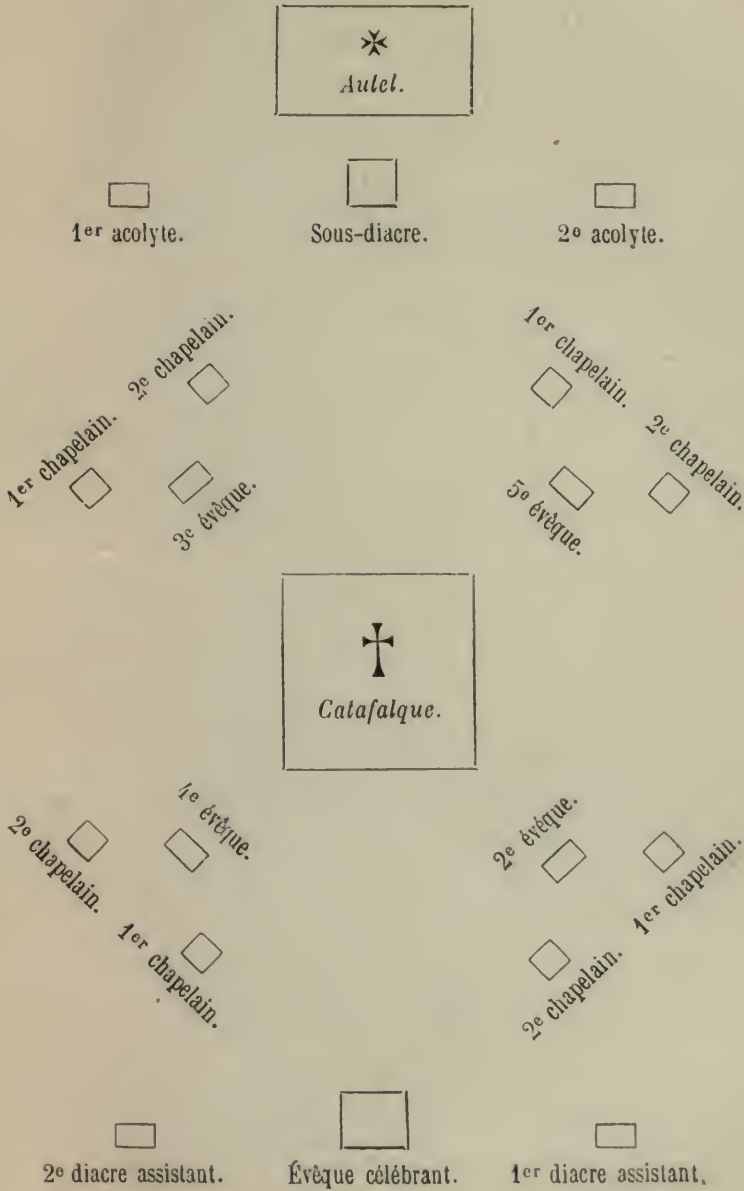 Autel.
1er acolyte.
Sous-diacre.
2e acolyte.
2e chapelain.
1er chapelain.
3e évêque.
1er chapelain.
2e chapelain.
5e évêque.
Catafalque.
4e évêque.
2e chapelain.
1er chapelain.
2e évêque.
1er chapelain.
2e chapelain.
2e diacre assistant.
Évêque célébrant.
1er diacre assistant.